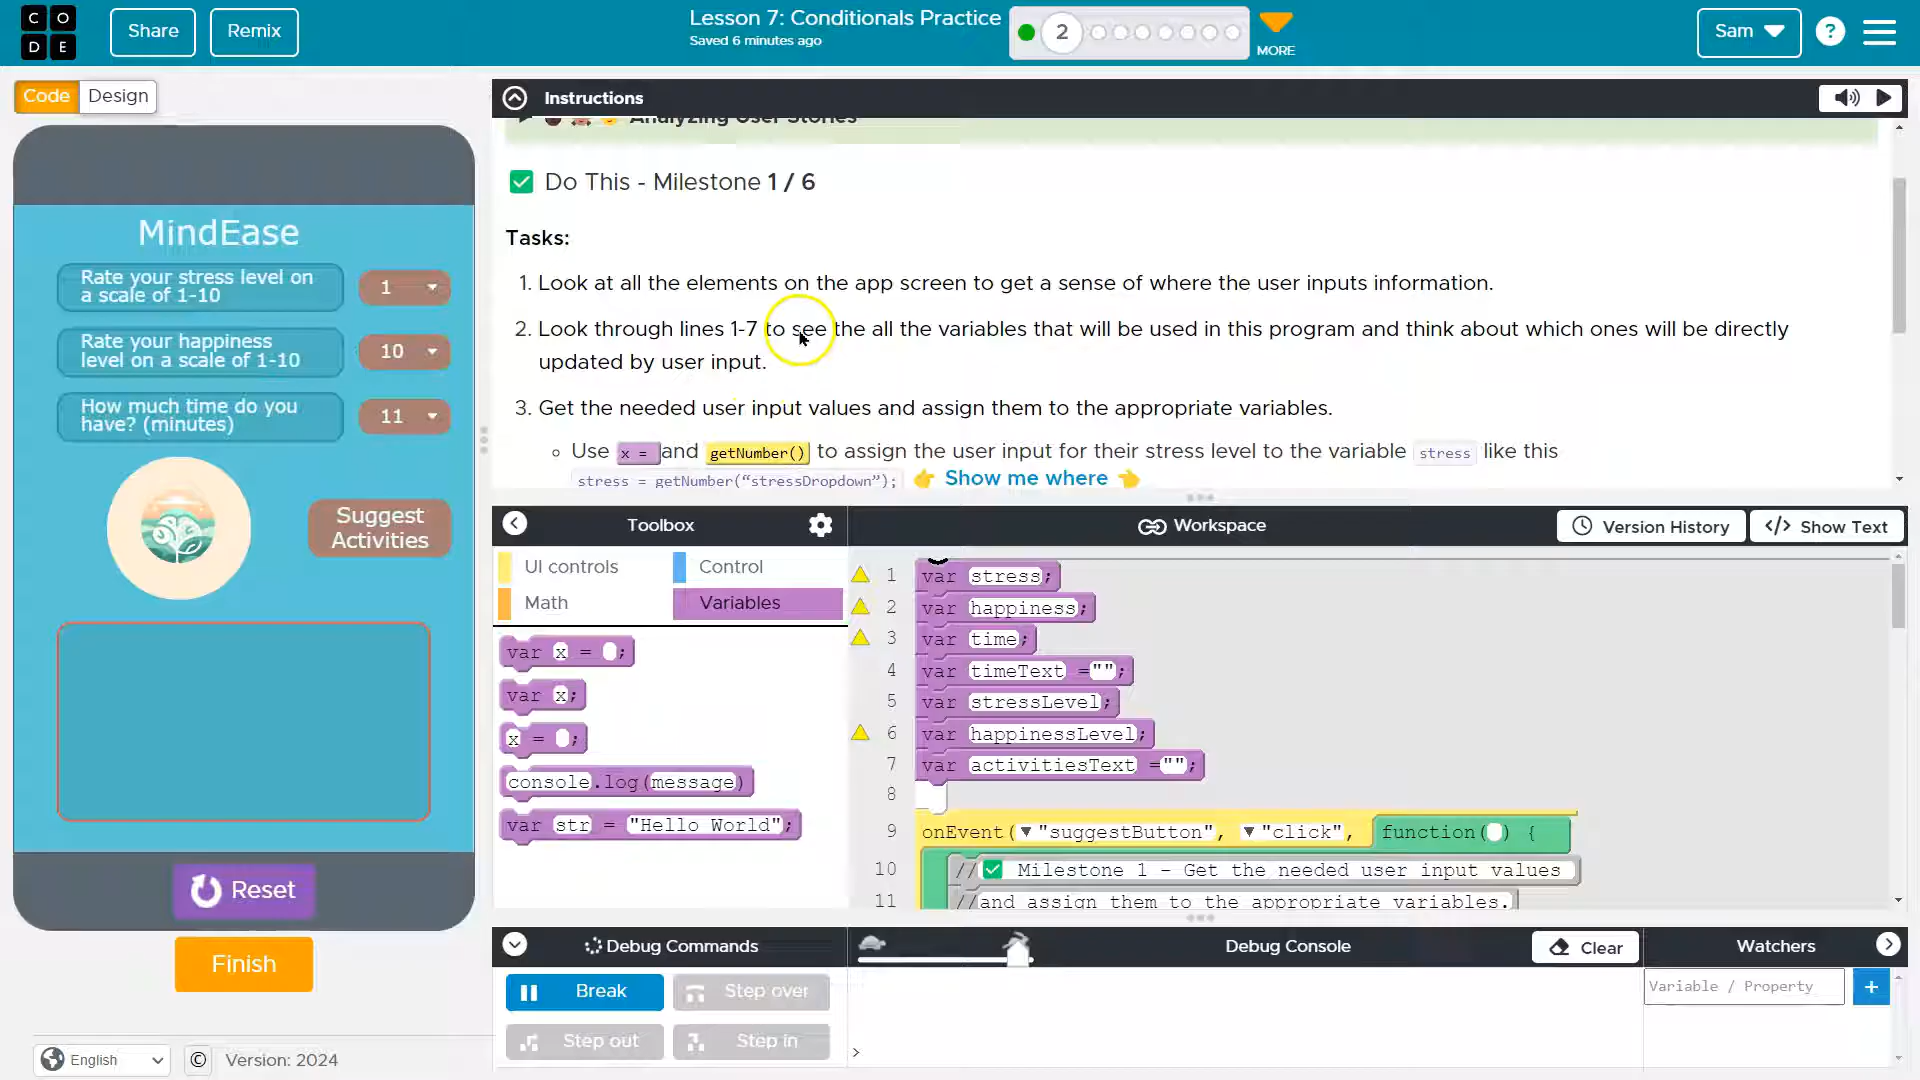 C O
D E
Share
Remix
Lesson 7: Conditionals Practice
Saved 6 minutes ago
2
MORE
Sam
?
Code
Design
MindEase
Rate your stress level on
a scale of 1-10
1
Rate your happiness
level on a scale of 1-10
10
How much time do you
have? (minutes)
11
Suggest
Activities
Reset
Finish
English
©
Version: 2024
Instructions
Analyzing User Stories
Do This - Milestone 1 / 6
Tasks:
1. Look at all the elements on the app screen to get a sense of where the user inputs information.
2. Look through lines 1-7 to see the all the variables that will be used in this program and think about which ones will be directly
updated by user input.
3. Get the needed user input values and assign them to the appropriate variables.
Use x = and getNumber() to assign the user input for their stress level to the variable stress like this
stress = getNumber(“stressDropdown”); 👉 Show me where 👈
Toolbox
UI controls
Control
Math
Variables
var x = ;
var x;
x = ;
console.log(message)
var str = "Hello World";
Workspace
Version History
</> Show Text
1 var stress;
2 var happiness;
3 var time;
4 var timeText ="";
5 var stressLevel;
6 var happinessLevel;
7 var activitiesText ="";
8
9 onEvent(▼"suggestButton", ▼"click", function() {
10 //✅ Milestone 1 - Get the needed user input values
11 //and assign them to the appropriate variables.
Debug Commands
Break
Step over
Step out
Step in
Debug Console
Clear
>
Watchers
Variable / Property
+